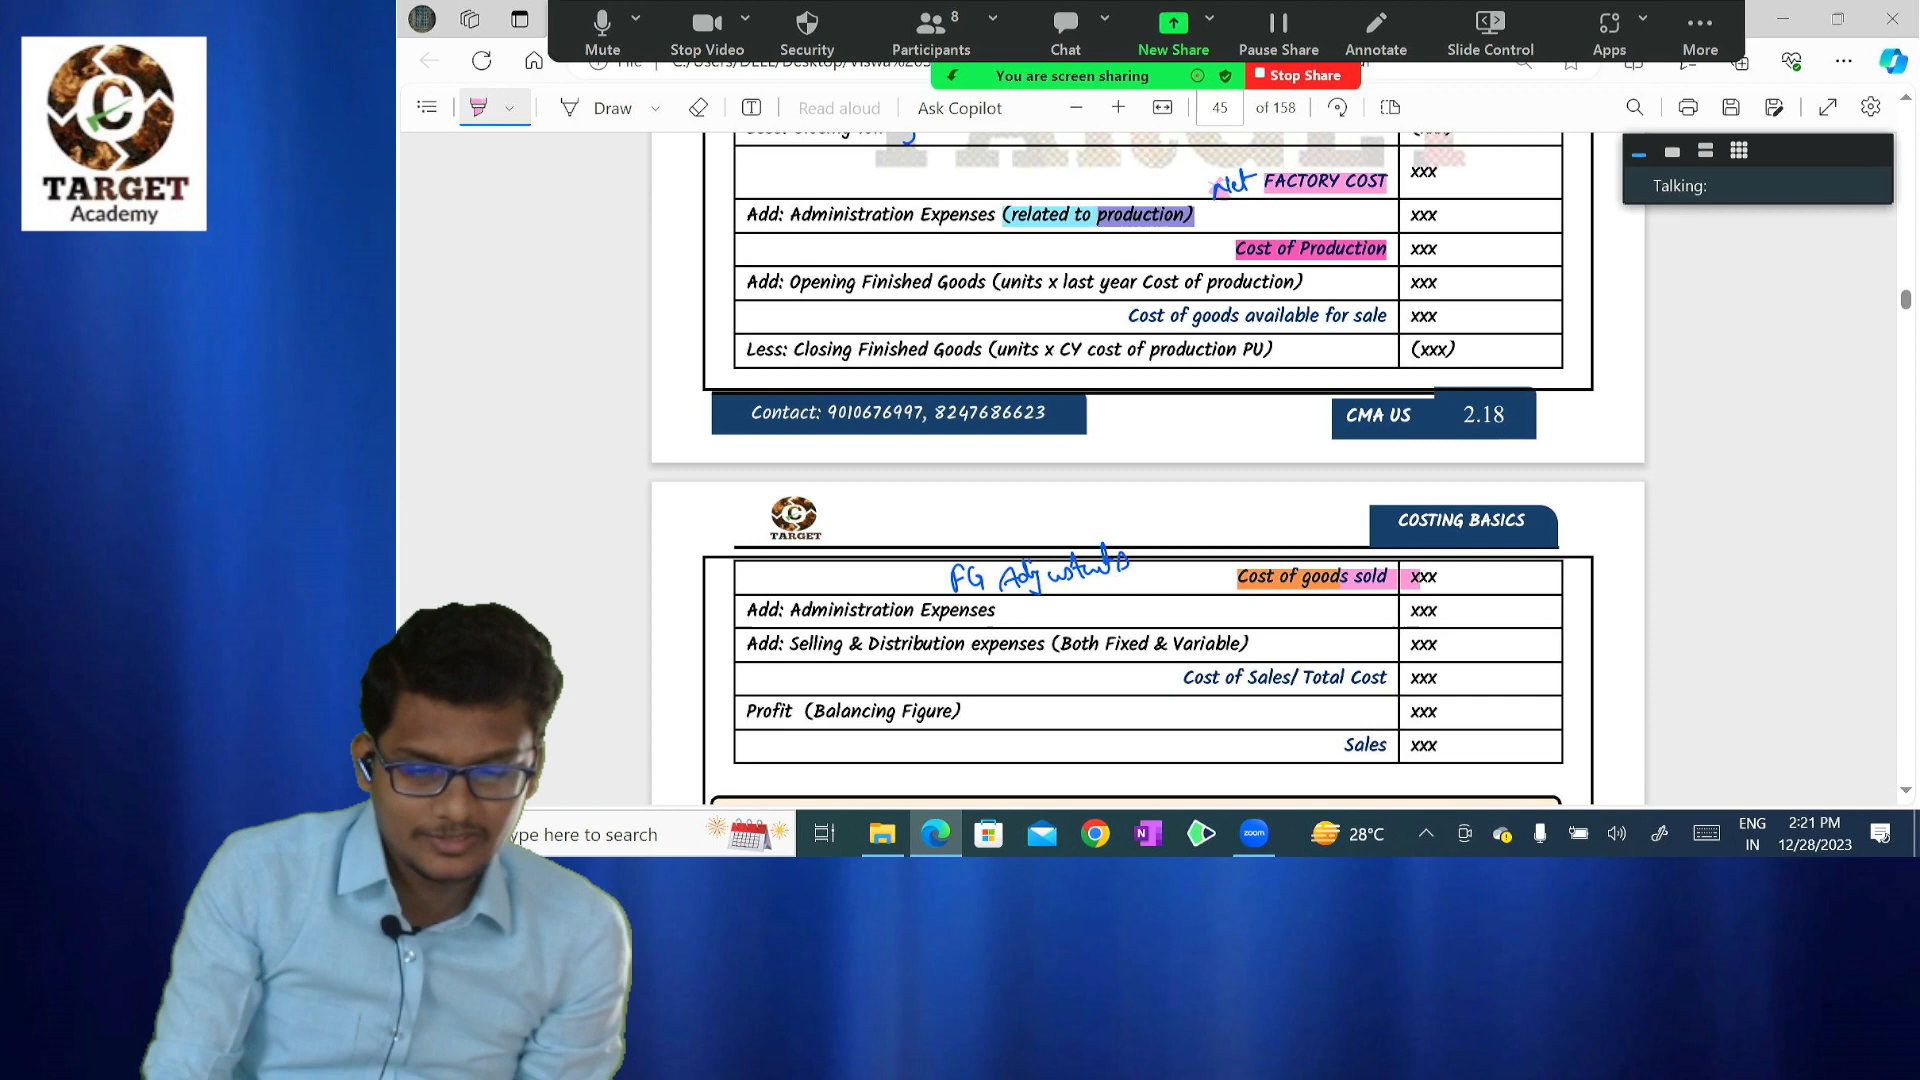 TARGET
Academy
Mute
Stop Video
Security
Participants
8
Chat
New Share
Pause Share
Annotate
Slide Control
Apps
More
You are screen sharing
Stop Share
Draw
Read aloud
Ask Copilot
45
of 158
Talking:
Net FACTORY COST xxx
Add: Administration Expenses (related to production) xxx
Cost of Production xxx
Add: Opening Finished Goods (units x last year Cost of production) xxx
Cost of goods available for sale xxx
Less: Closing Finished Goods (units x CY cost of production PU) (xxx)
Contact: 9010676997, 8247686623
CMA US 2.18
TARGET
COSTING BASICS
FG Cost of goods sold xxx
Add: Administration Expenses xxx
Add: Selling & Distribution expenses (Both Fixed & Variable) xxx
Cost of Sales/ Total Cost xxx
Profit (Balancing Figure) xxx
Sales xxx
ype here to search
zoom
28°C
ENG
IN
2:21 PM
12/28/2023